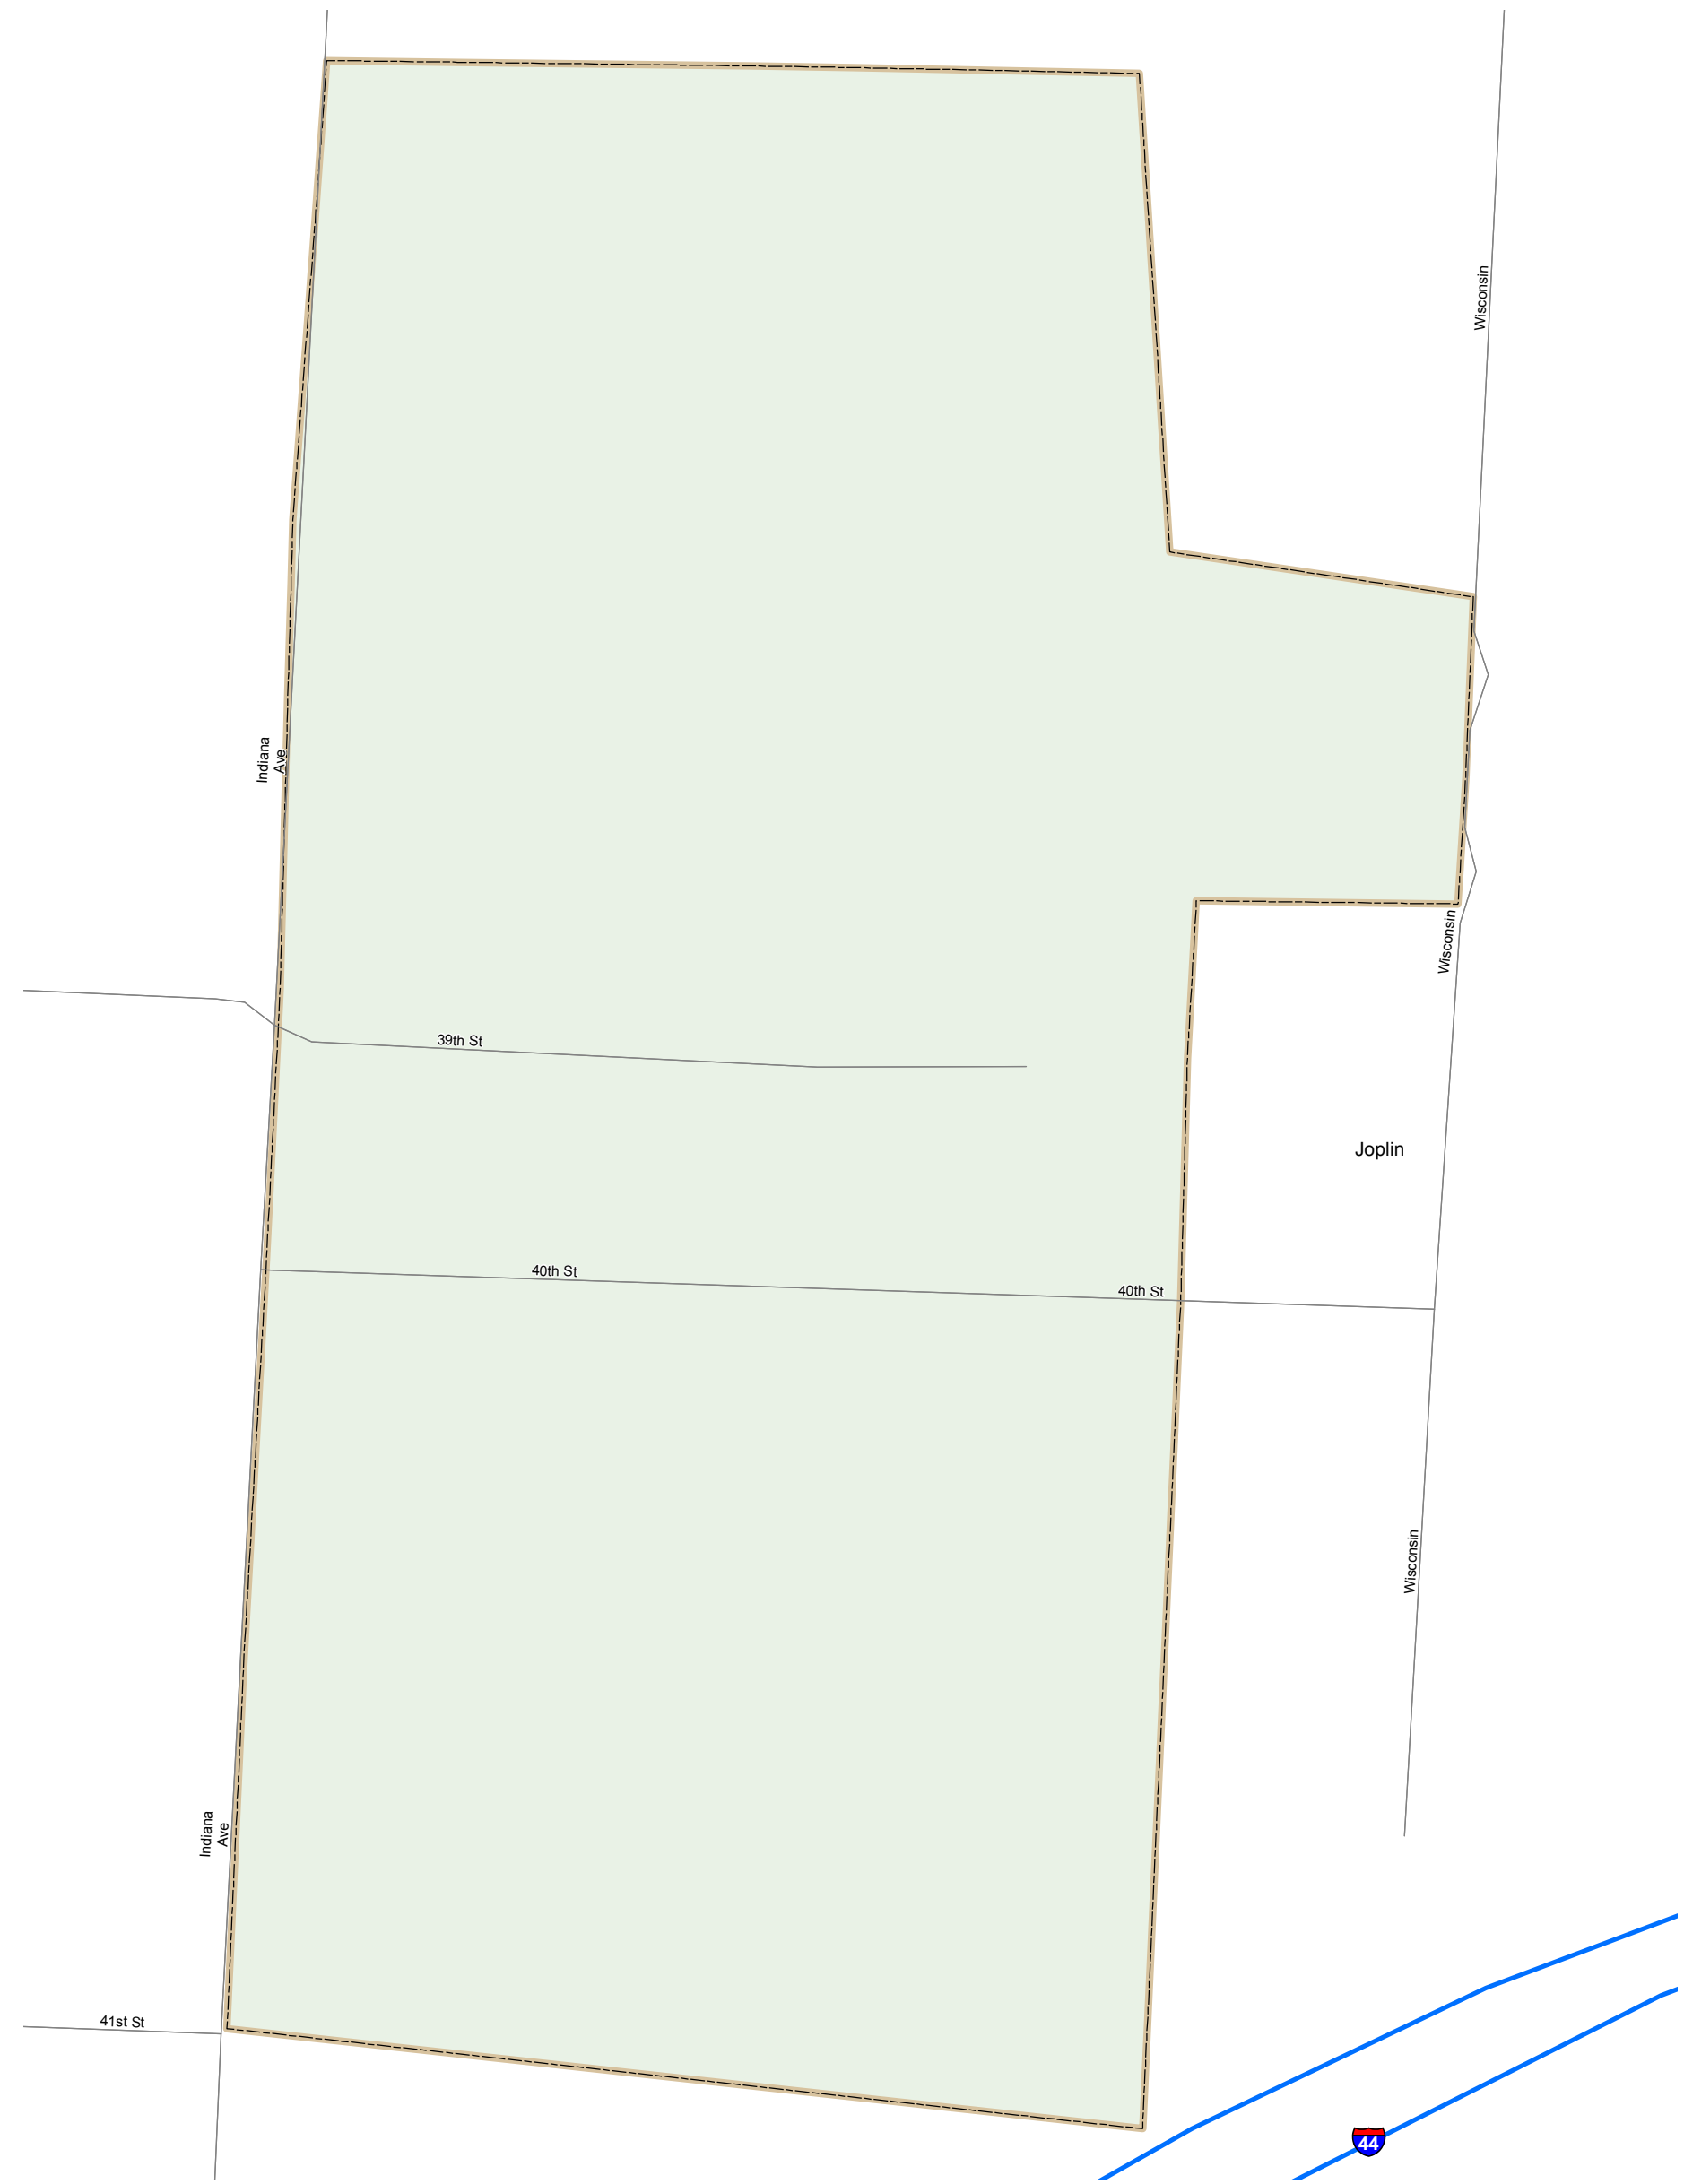 Wisconsin
Indiana
Ave
Wisconsin
39th St
Joplin
40th St
40th St
Wisconsin
Indiana
Ave
41st St
44